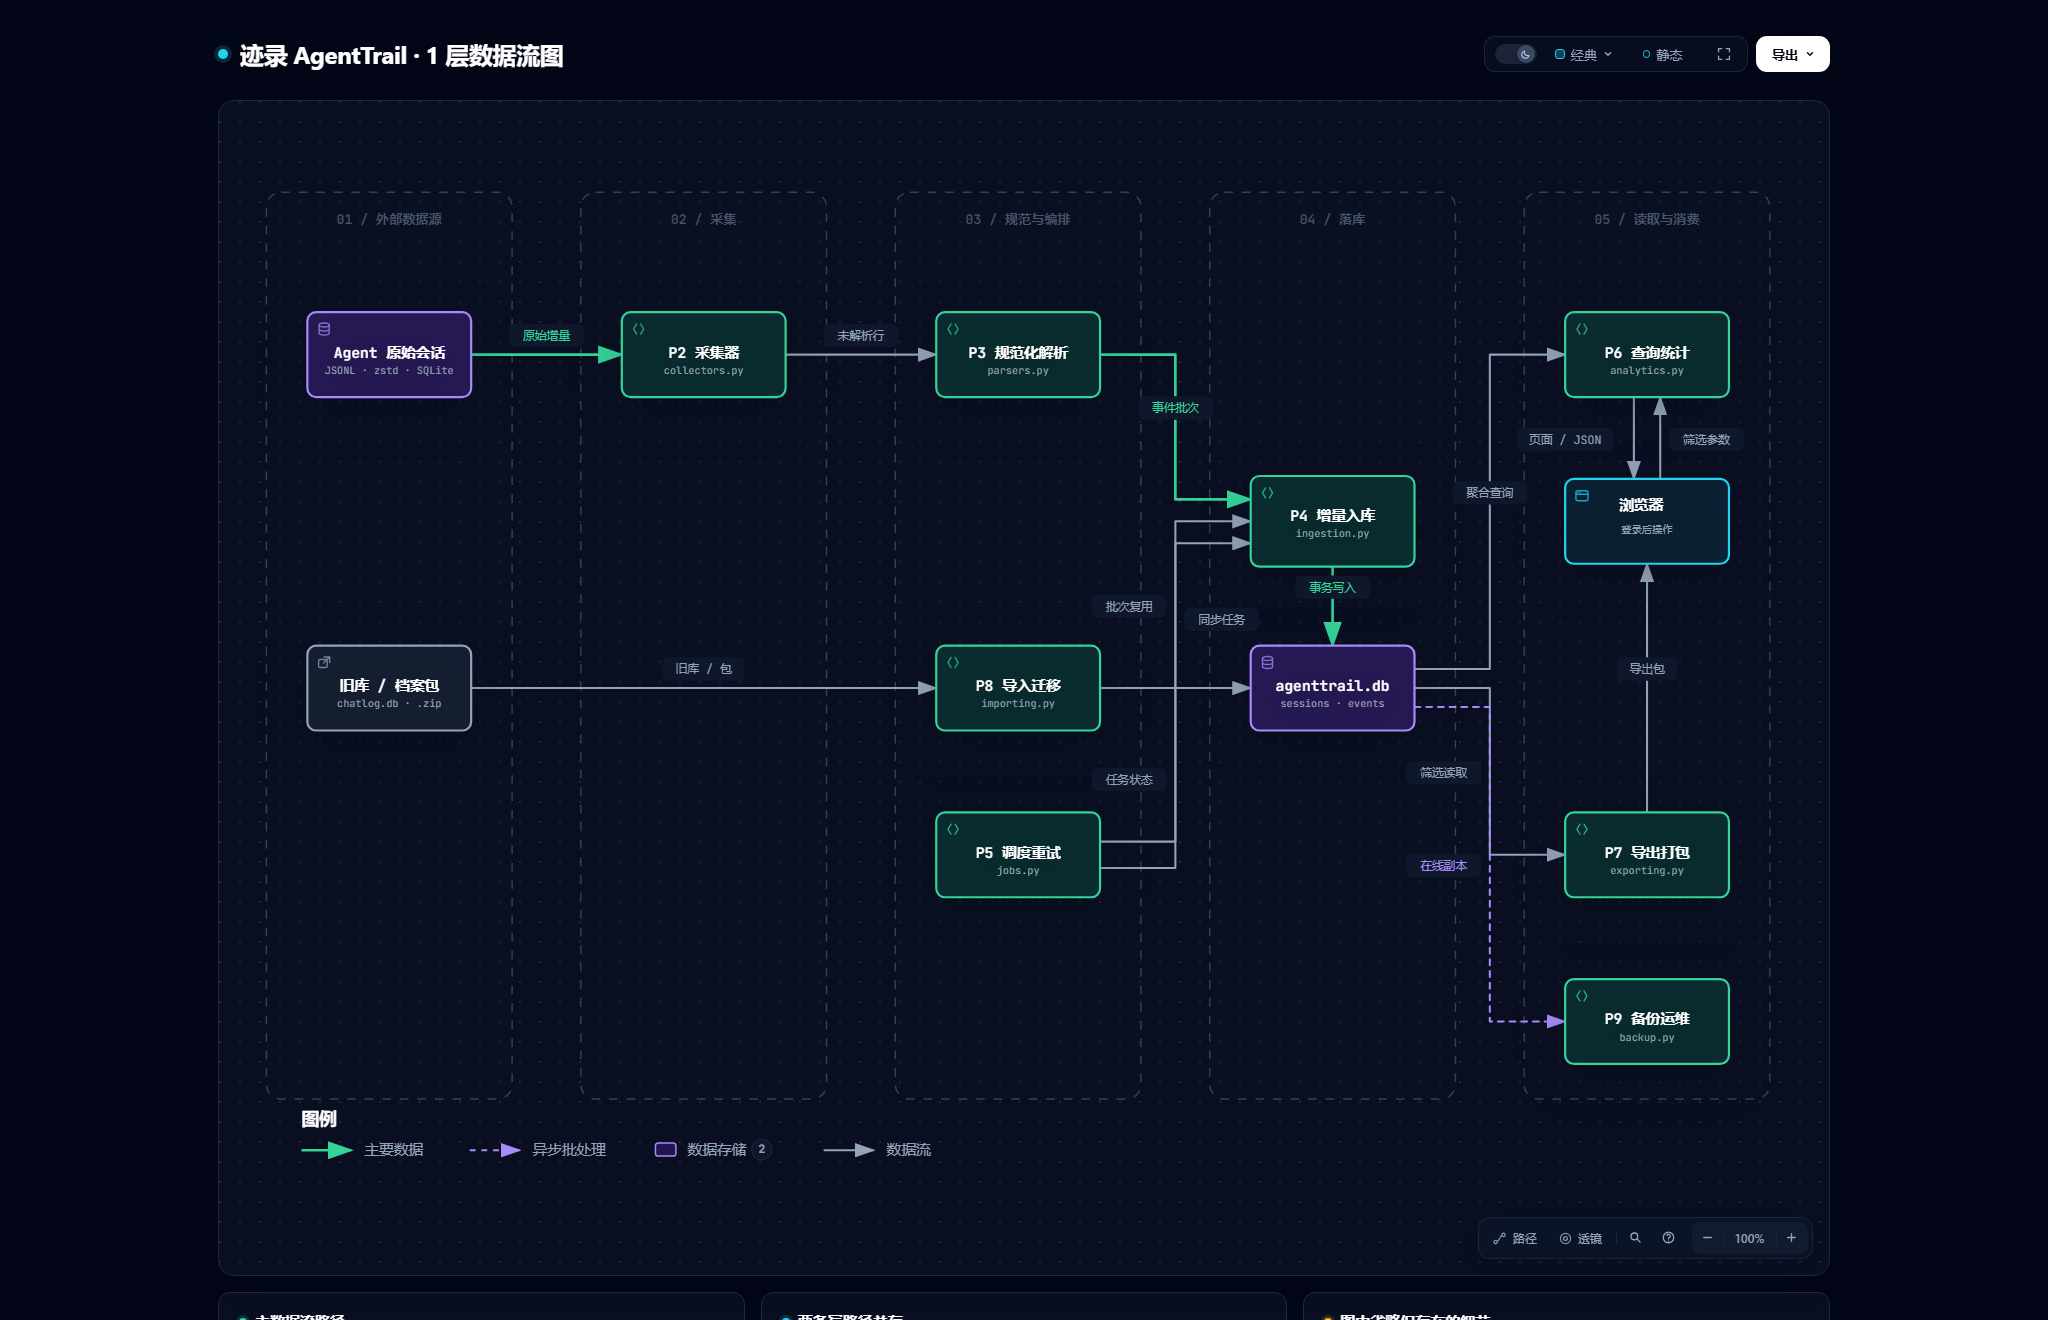 迹录 AgentTrail · 1 层数据流图
经典
静态
导出
01 / 外部数据源
02 / 采集
03 / 规范与编排
04 / 落库
05 / 读取与消费
Agent 原始会话
JSONL · zstd · SQLite
原始增量
P2 采集器
collectors.py
未解析行
P3 规范化解析
parsers.py
事件批次
P6 查询统计
analytics.py
页面 / JSON
筛选参数
P4 增量入库
ingestion.py
聚合查询
浏览器
登录后操作
事务写入
批次复用
同步任务
旧库 / 档案包
chatlog.db · .zip
旧库 / 包
P8 导入迁移
importing.py
agenttrail.db
sessions · events
导出包
任务状态
筛选读取
P5 调度重试
jobs.py
在线副本
P7 导出打包
exporting.py
P9 备份运维
backup.py
图例
主要数据
异步批处理
数据存储 2
数据流
路径
透镜
100%
主数据流路径